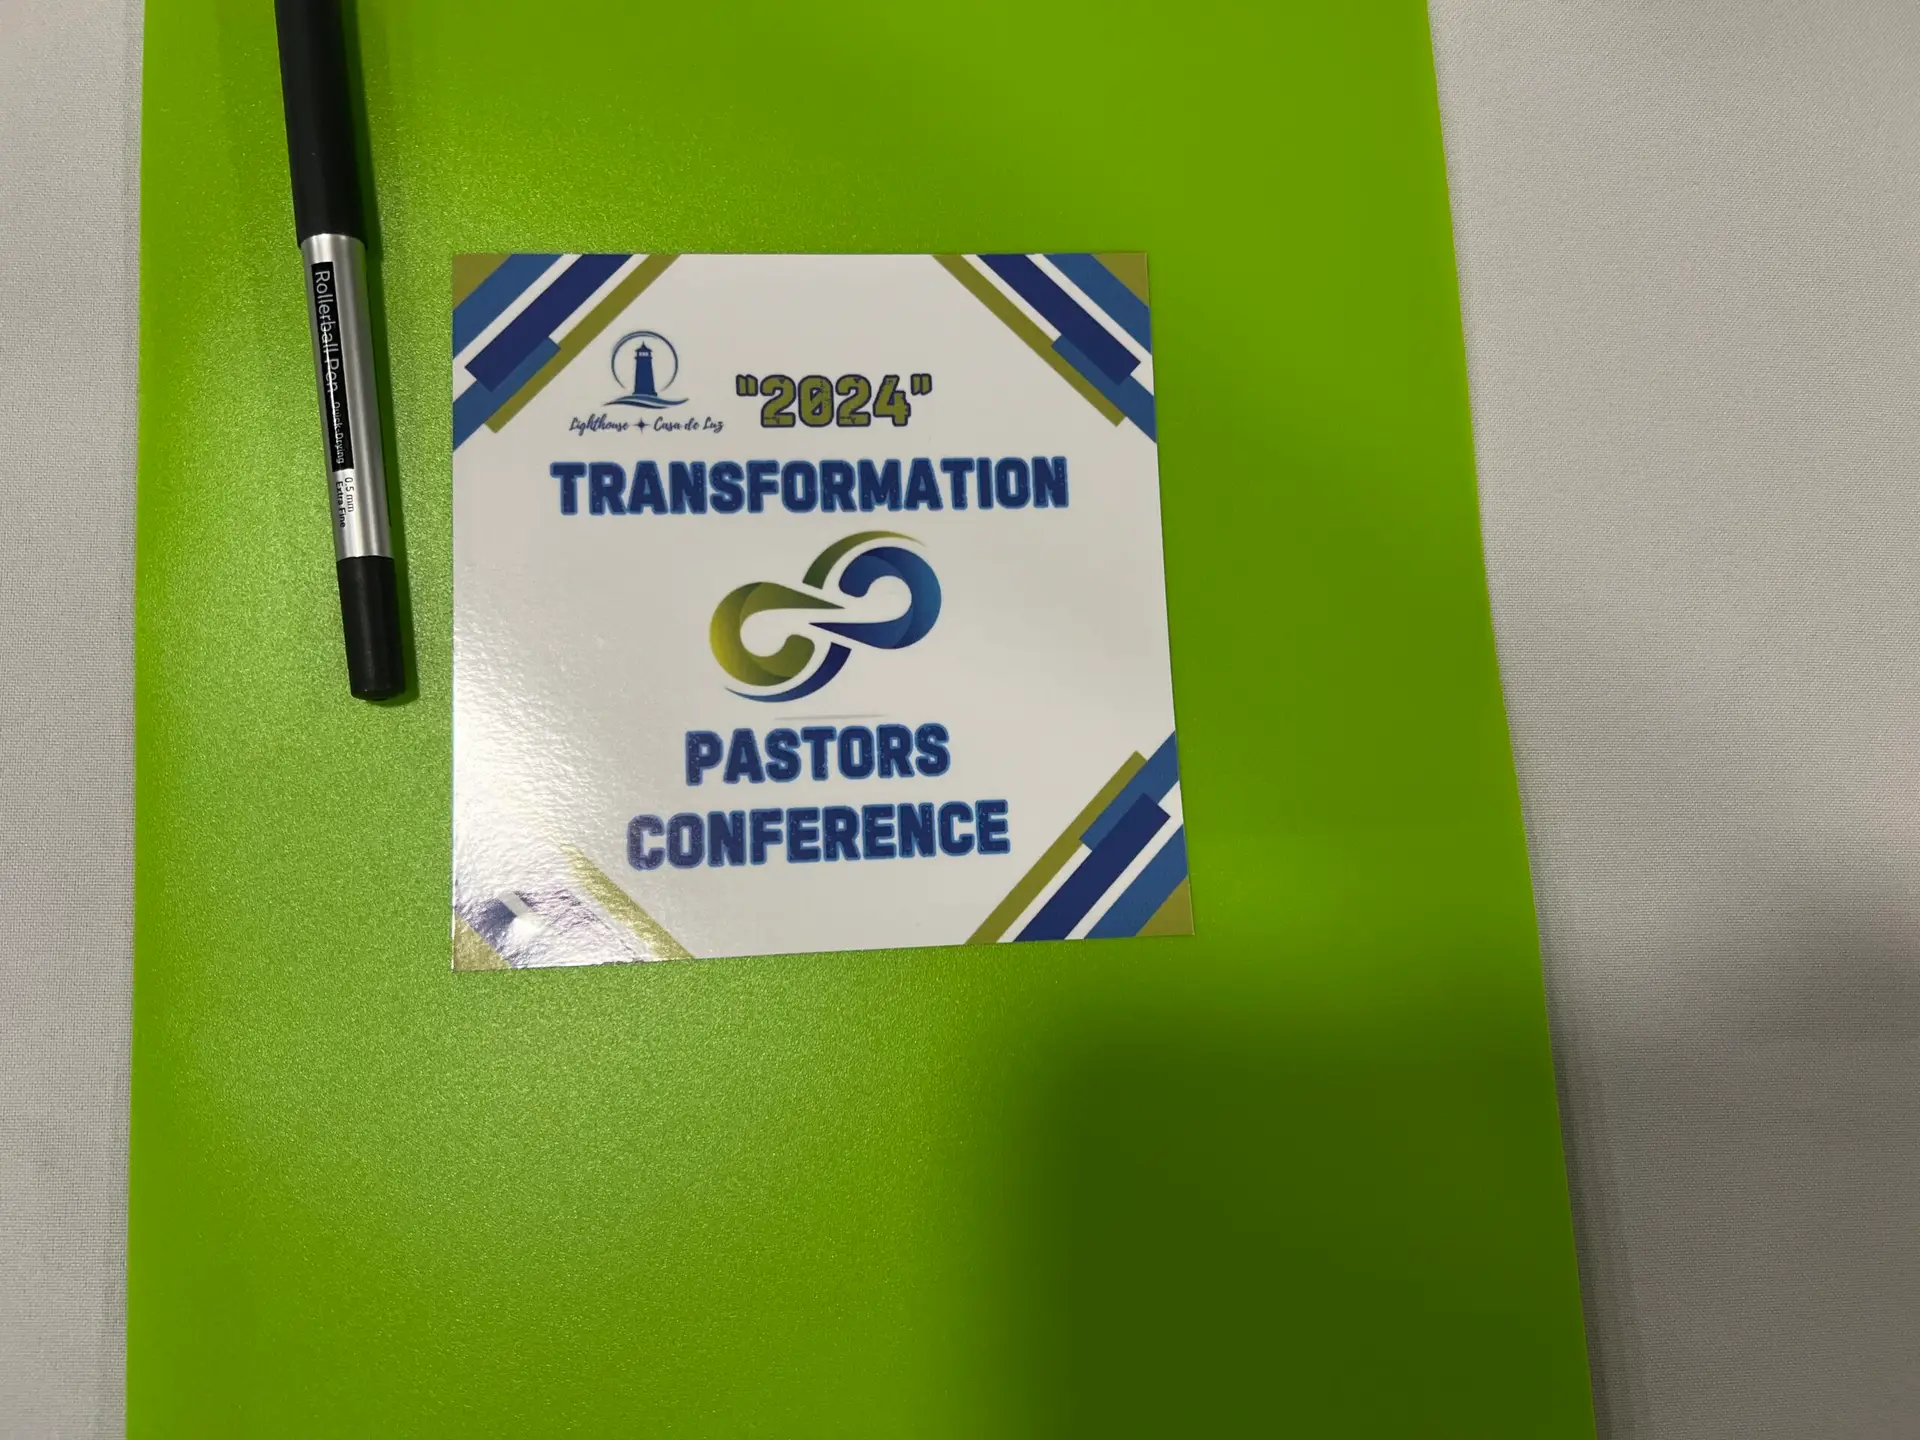 Rollerball Pen Quick-Drying
0.5 mm
Extra Fine
Lighthouse Casa de Luz
"2024"
TRANSFORMATION
PASTORS
CONFERENCE